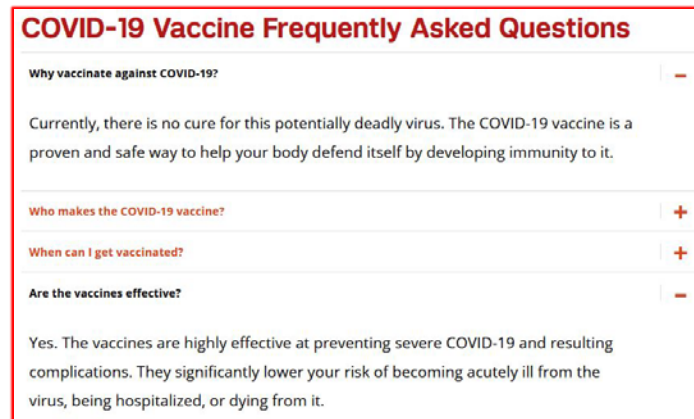 COVID-19 Vaccine Frequently Asked Questions
Why vaccinate against COVID-19?
Currently, there is no cure for this potentially deadly virus. The COVID-19 vaccine is a
proven and safe way to help your body defend itself by developing immunity to it.
Who makes the COVID-19 vaccine?
When can I get vaccinated?
Are the vaccines effective?
Yes. The vaccines are highly effective at preventing severe COVID-19 and resulting
complications. They significantly lower your risk of becoming acutely ill from the
virus, being hospitalized, or dying from it.